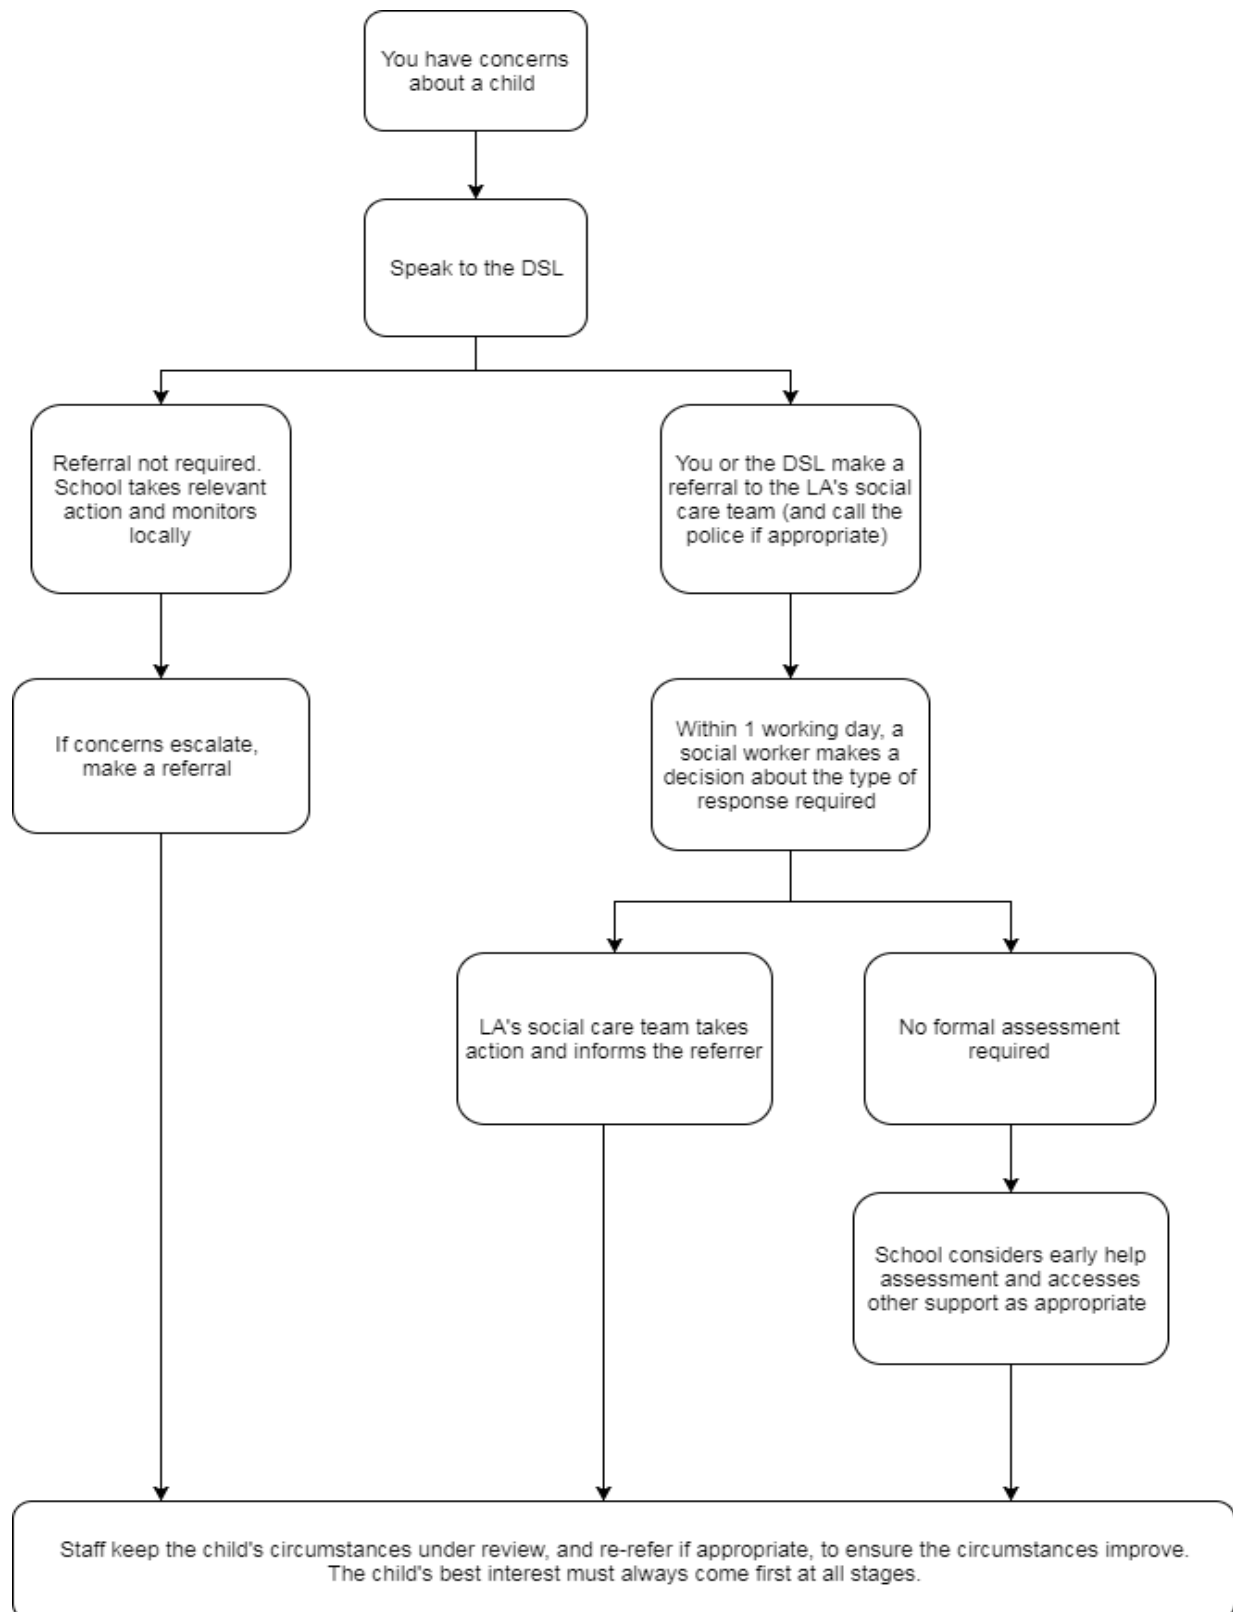 You have concerns
about a child
Speak to the DSL
Referral not required.
School takes relevant
action and monitors
locally
You or the DSL make a
referral to the LA's social
care team (and call the
police if appropriate)
If concerns escalate,
make a referral
Within 1 working day, a
social worker makes a
decision about the type of
response required
LA's social care team takes
action and informs the referrer
No formal assessment
required
School considers early help
assessment and accesses
other support as appropriate
Staff keep the child's circumstances under review, and re-refer if appropriate, to ensure the circumstances improve.
The child's best interest must always come first at all stages.